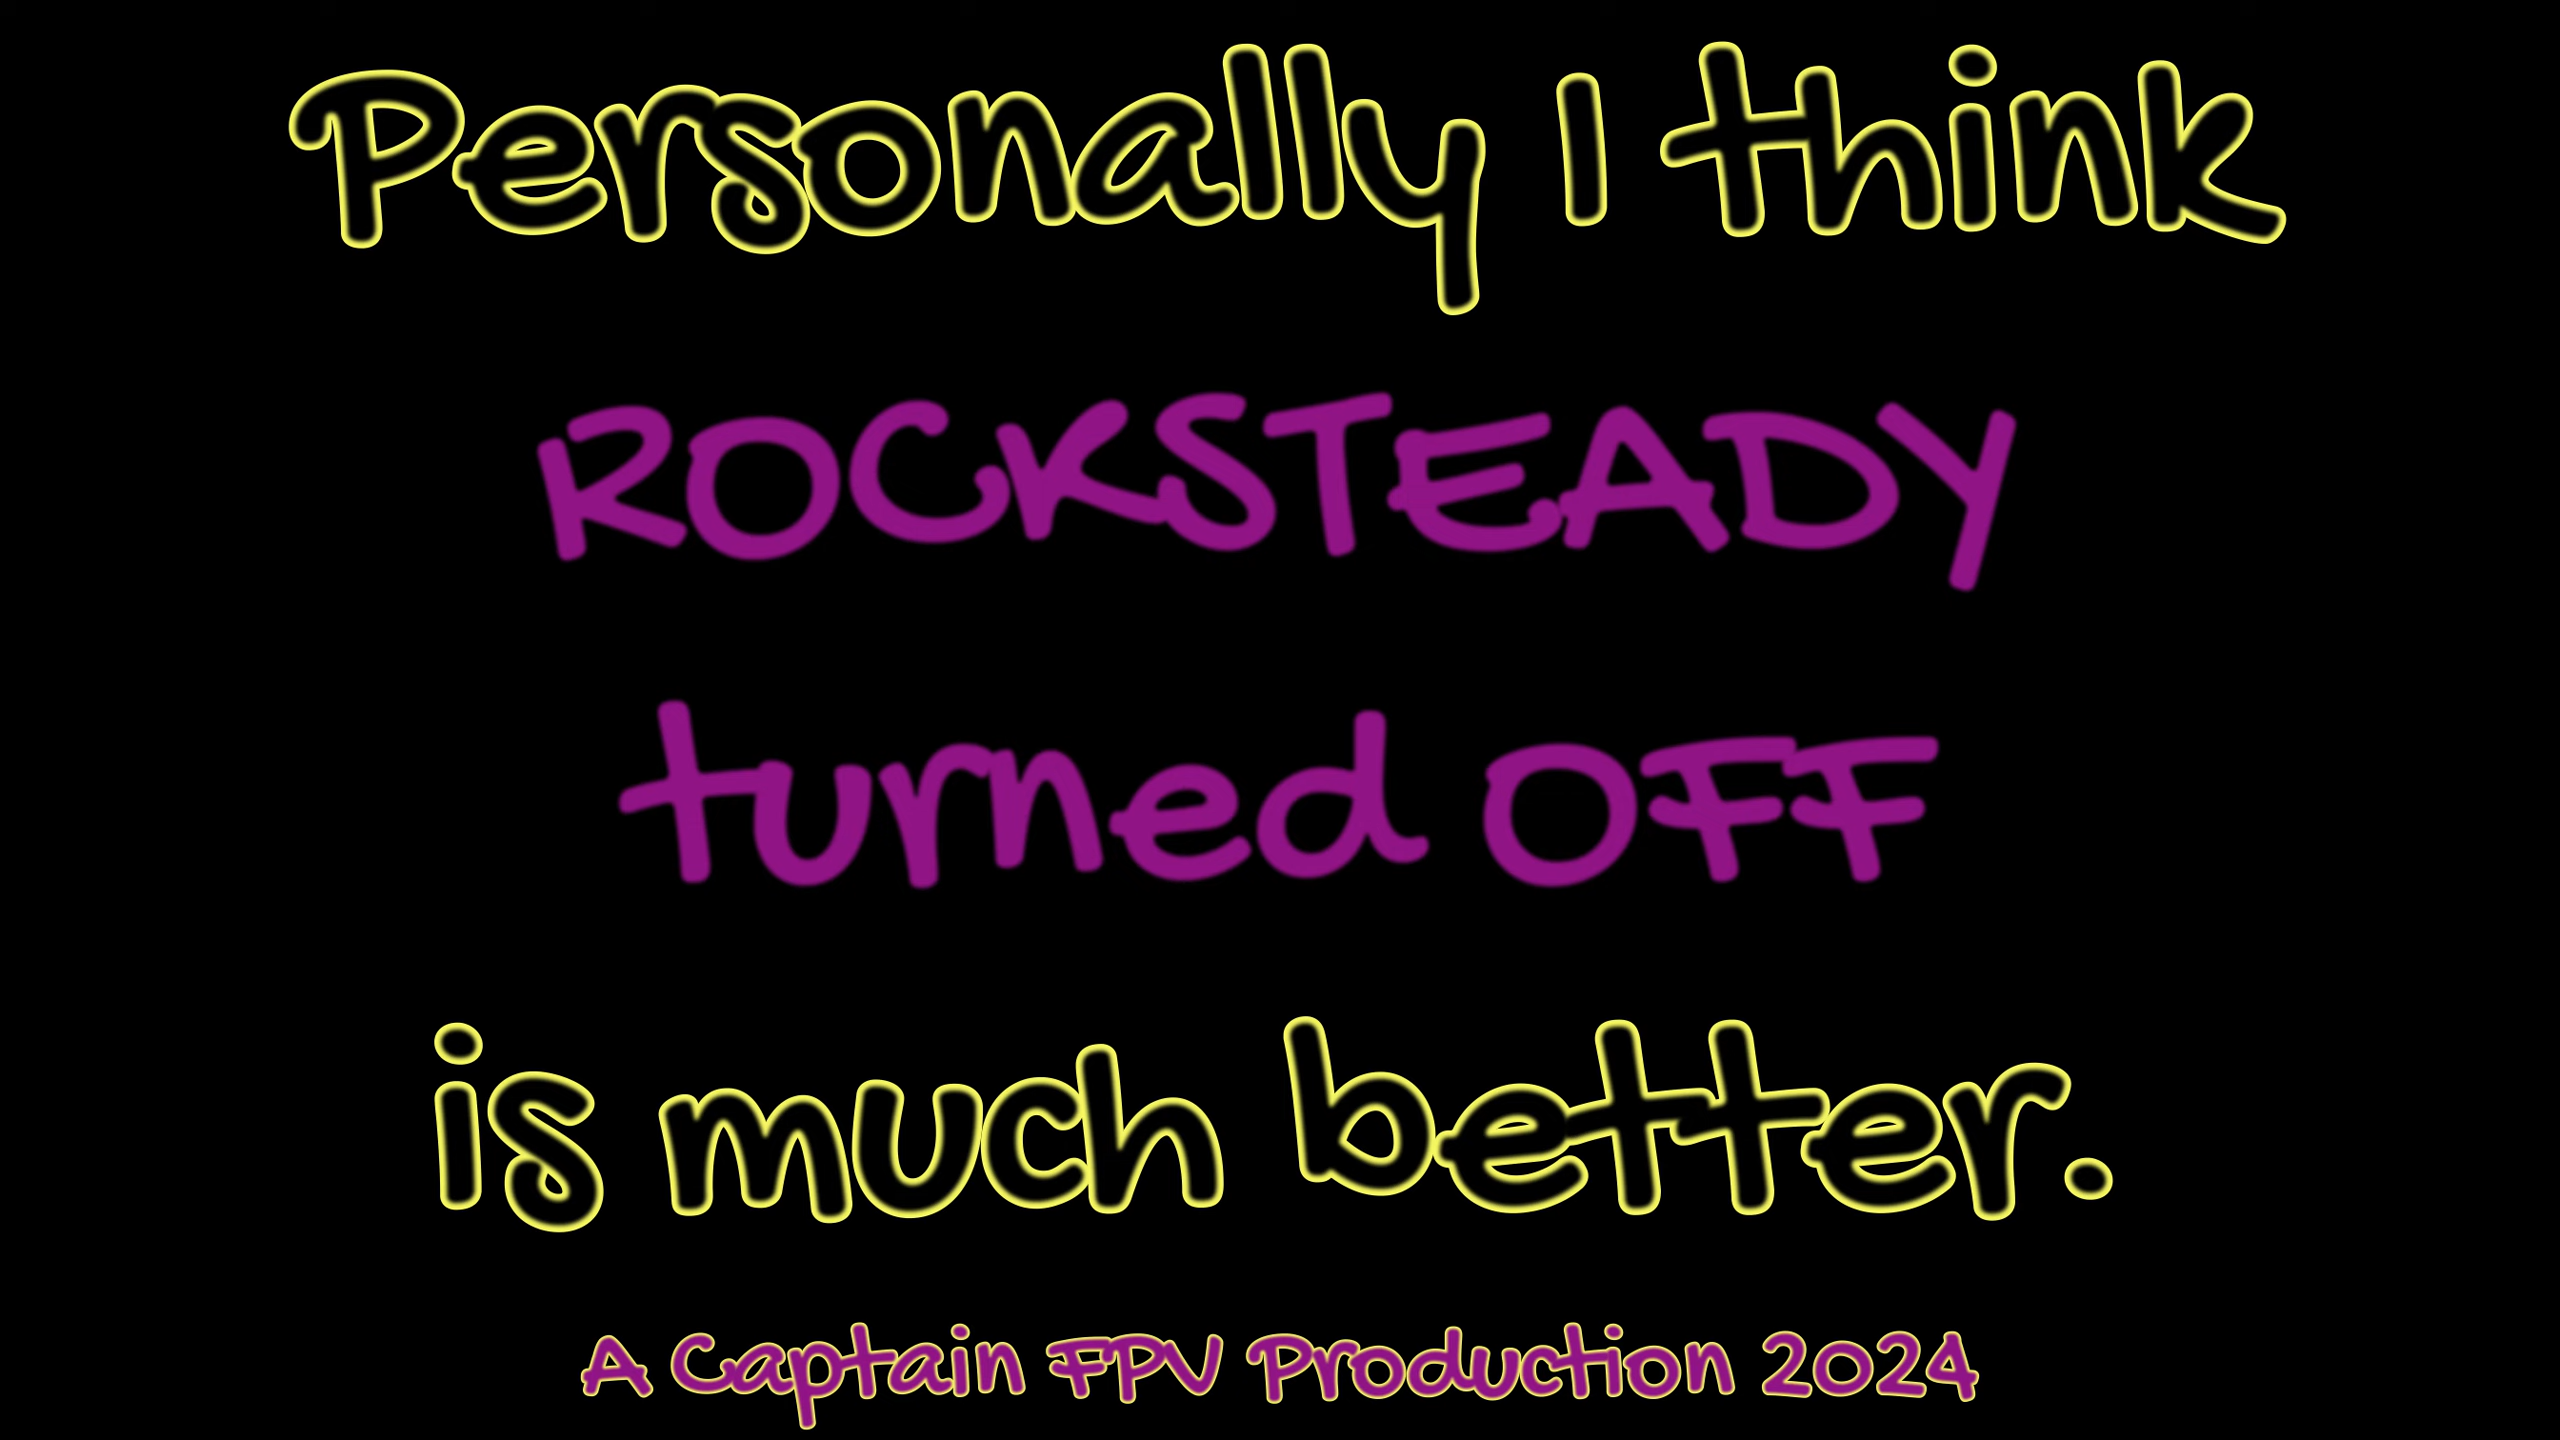 Personally I think
ROCKSTEADY
turned OFF
is much better.
A Captain FPV Production 2024